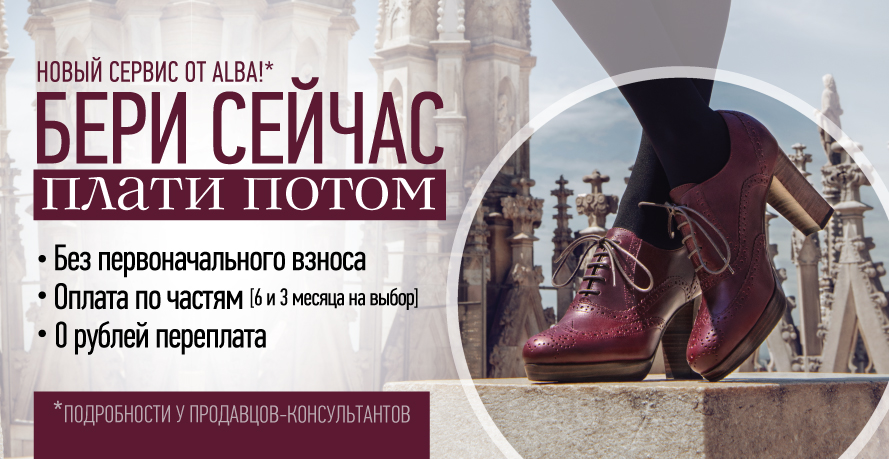 НОВЫЙ СЕРВИС ОТ ALBA!*
БЕРИ СЕЙЧАС
ПЛАТИ ПОТОМ
• Без первоначального взноса
• Оплата по частям [6 и 3 месяца на выбор]
• 0 рублей переплата
*ПОДРОБНОСТИ У ПРОДАВЦОВ-КОНСУЛЬТАНТОВ